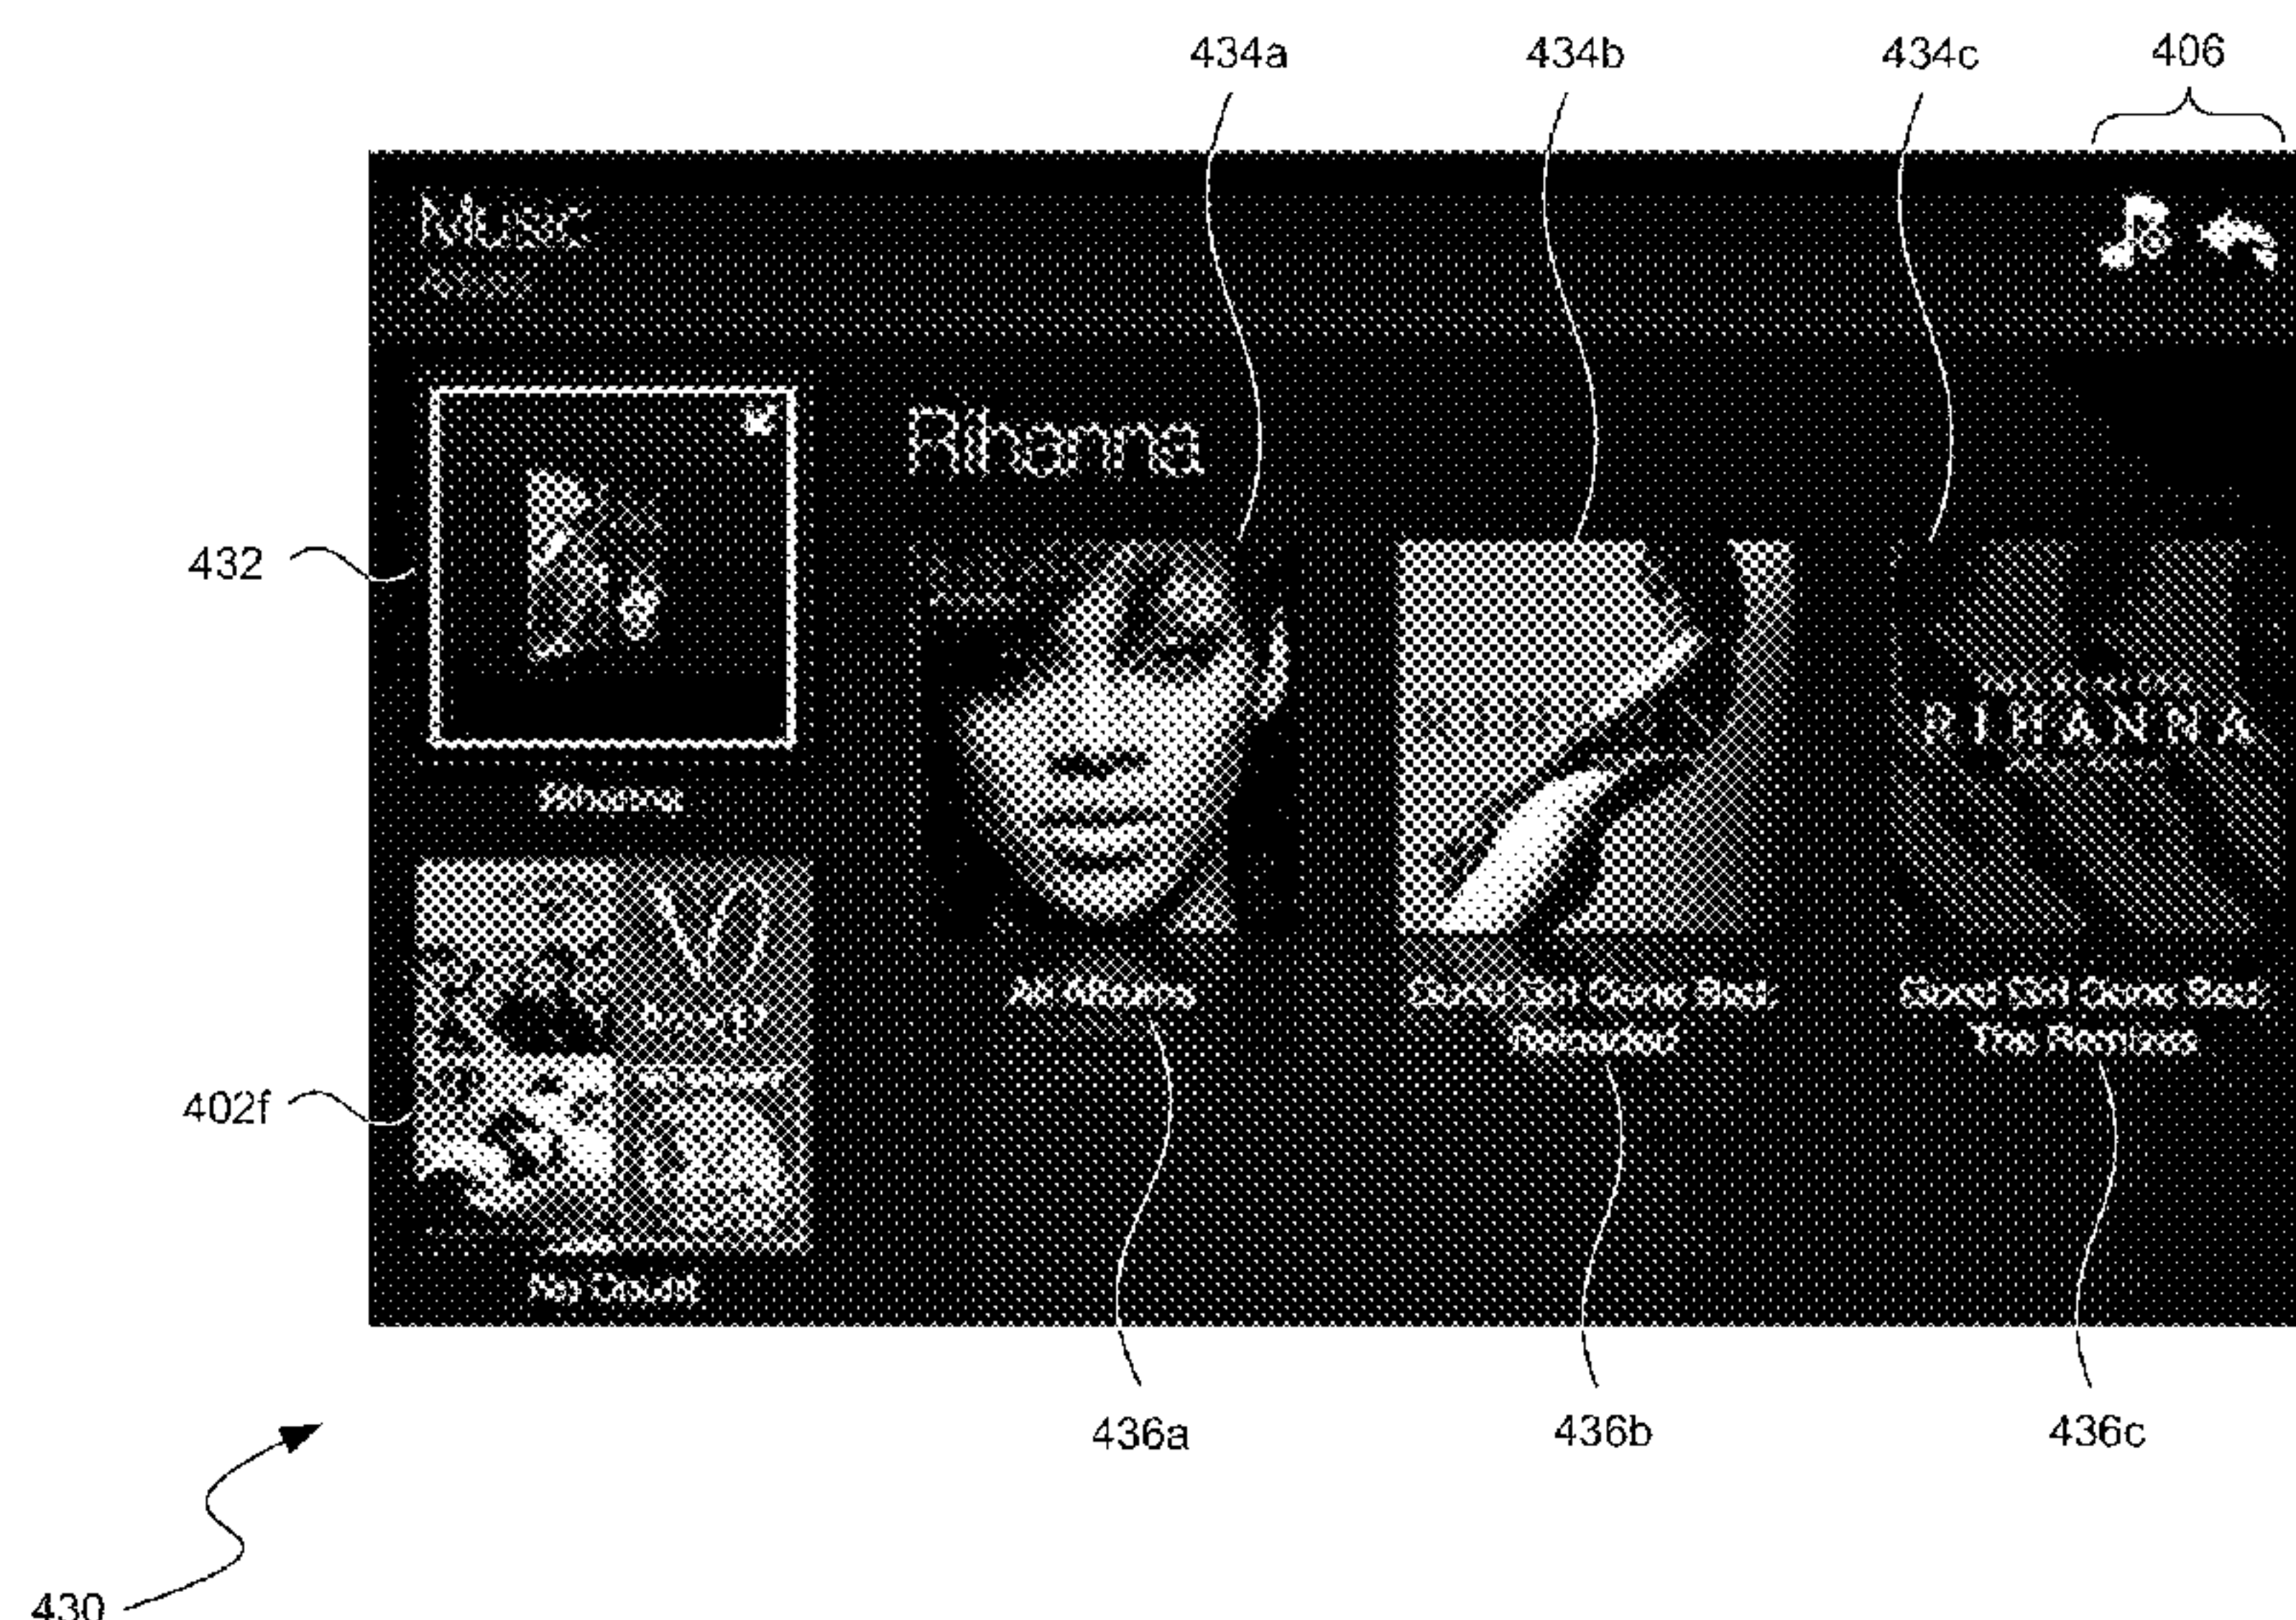 434a 434b 434c 406
Music
Rihanna
432
RIHANNA
Rihanna
All Albums
Good Girl Gone Bad:
Reloaded
Good Girl Gone Bad:
The Remixes
402f
No Doubt
436a 436b 436c
430